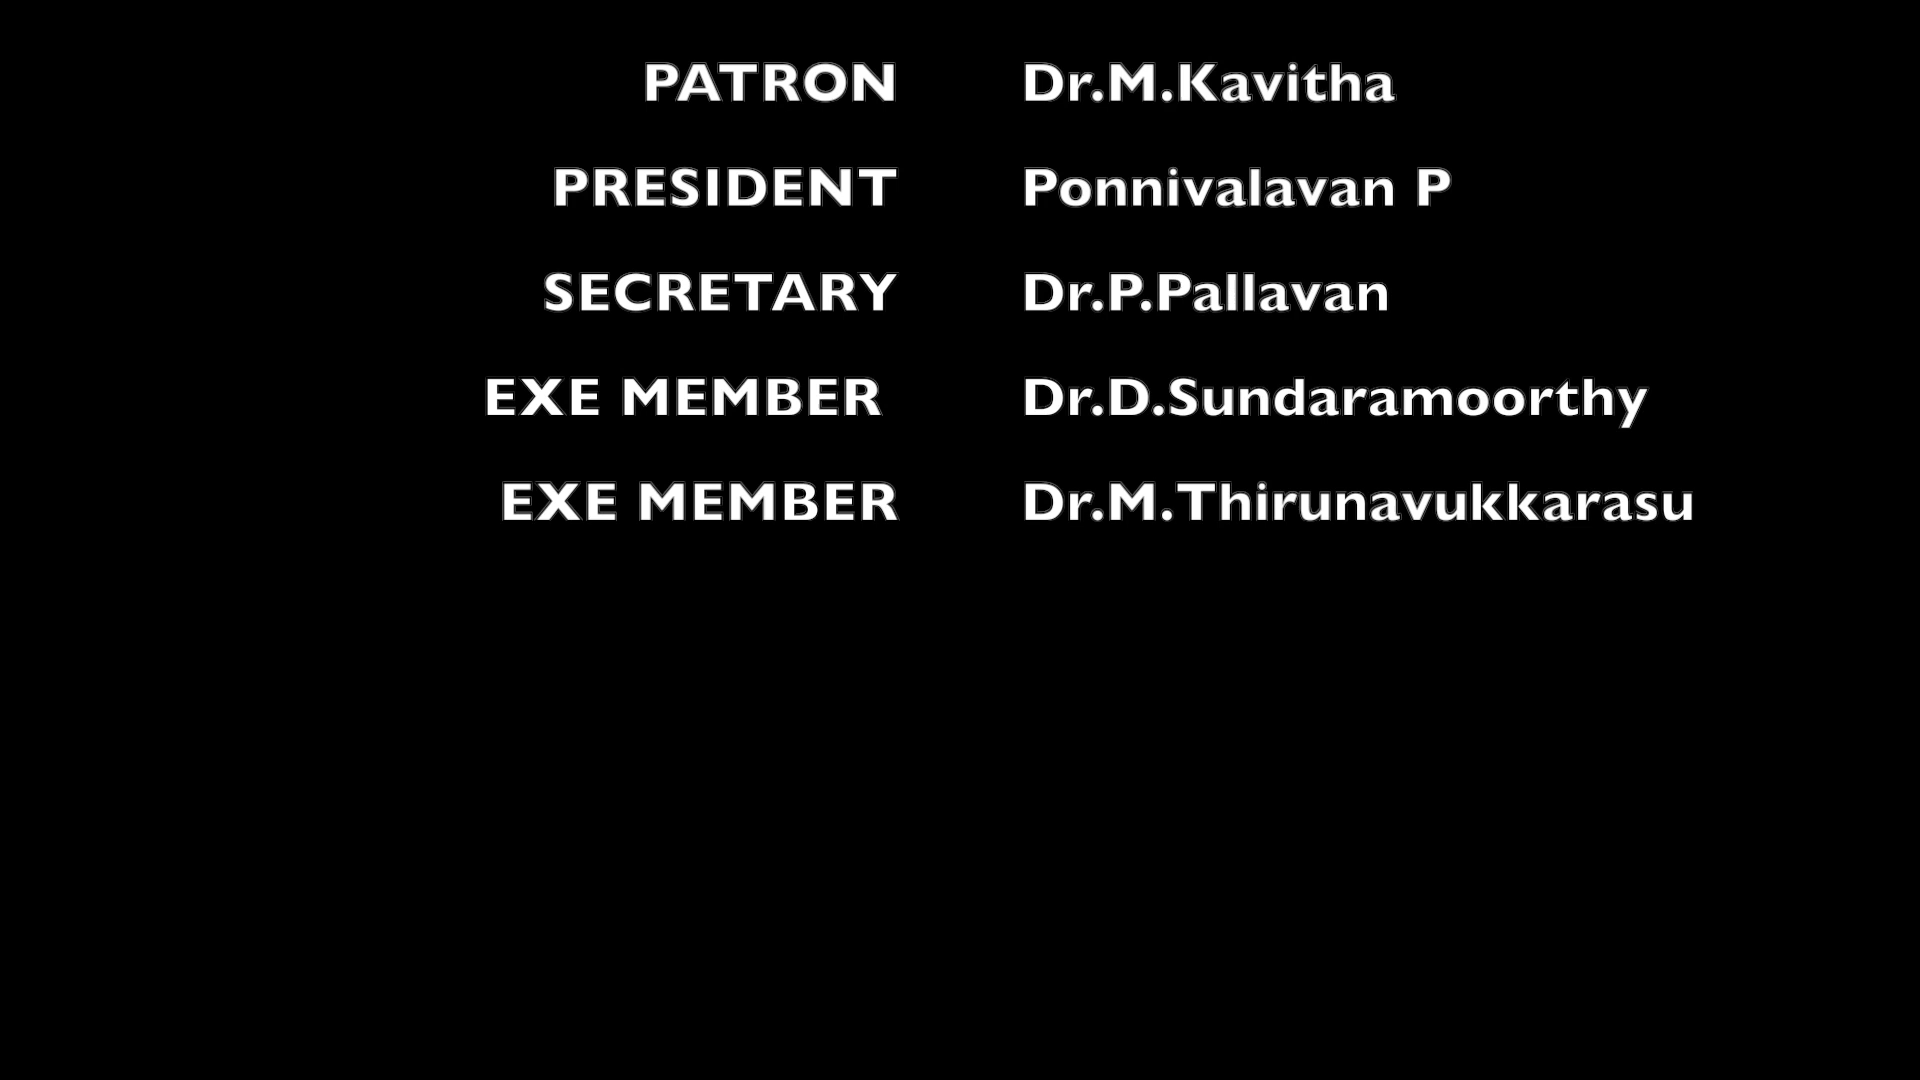 PATRON Dr.M.Kavitha
PRESIDENT Ponnivalavan P
SECRETARY Dr.P.Pallavan
EXE MEMBER Dr.D.Sundaramoorthy
EXE MEMBER Dr.M.Thirunavukkarasu